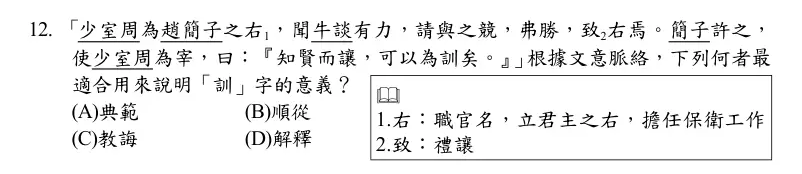 12. 「少室周為趙簡子之右1，聞牛談有力，請與之競，弗勝，致2右焉。簡子許之，
使少室周為宰，曰：『知賢而讓，可以為訓矣。』」根據文意脈絡，下列何者最
適合用來說明「訓」字的意義？
(A)典範 (B)順從
(C)教誨 (D)解釋
1.右：職官名，立君主之右，擔任保衛工作
2.致：禮讓